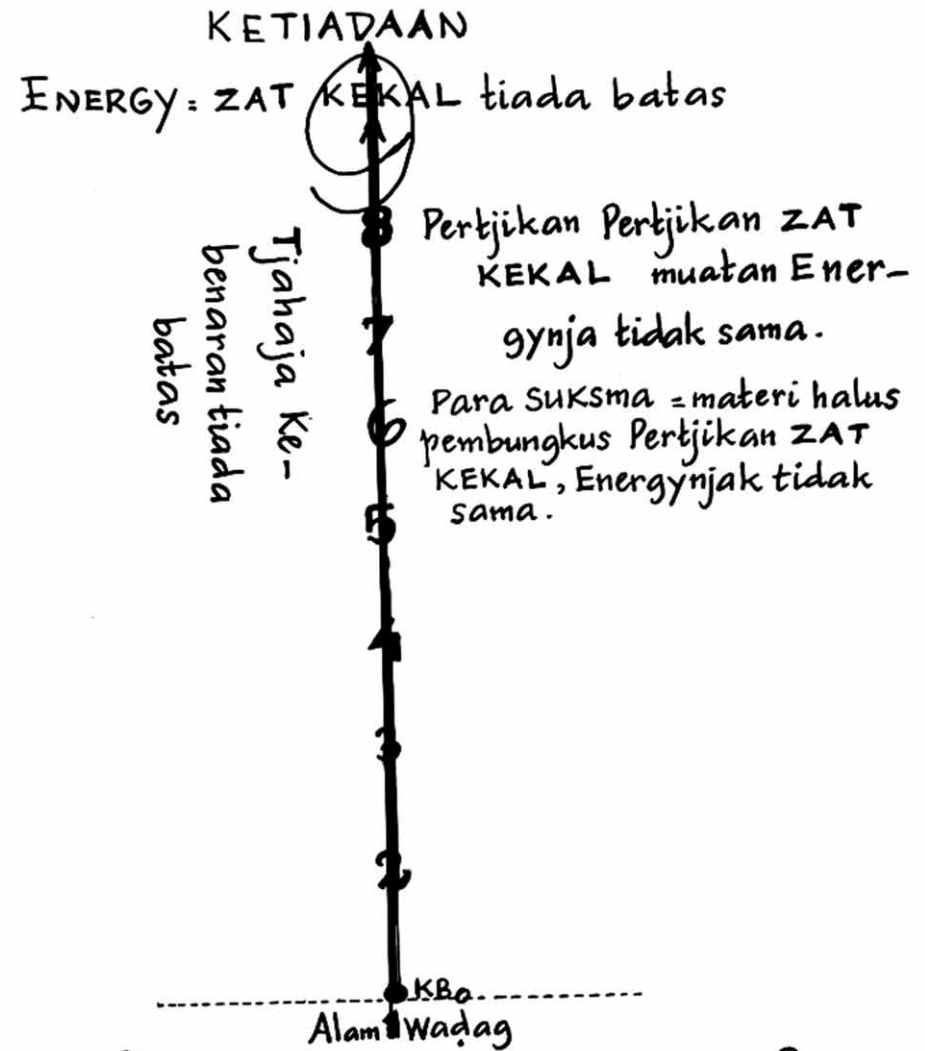 KETIADAAN
ENERGY = ZAT KEKAL tiada batas
8 Pertjikan Pertjikan ZAT
KEKAL muatan Ener-
gynja tidak sama.
Tjahaja Ke-
benaran tiada
batas
7
6 Para SUKSMA = materi halus
pembungkus Pertjikan ZAT
KEKAL, Energynjak tidak
sama.
5
4
3
2
KBa
Alam 1 Wadag